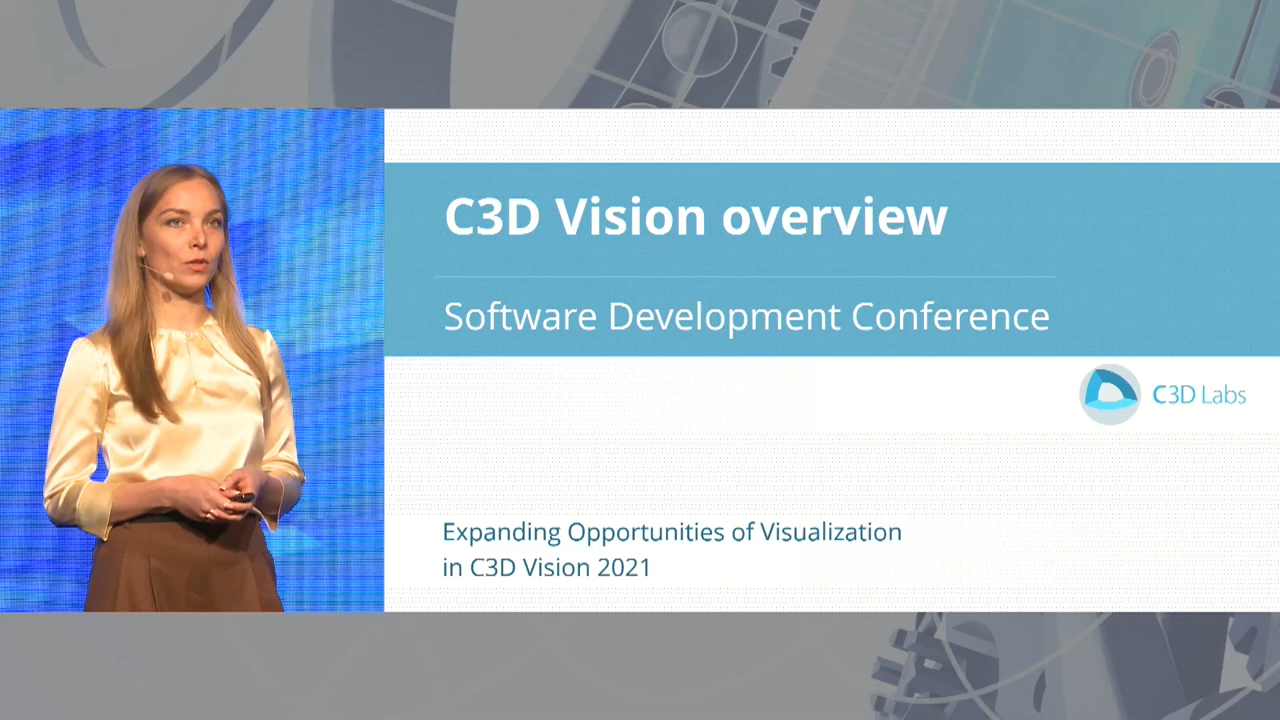 C3D Vision overview
Software Development Conference
C3D Labs
Expanding Opportunities of Visualization
in C3D Vision 2021